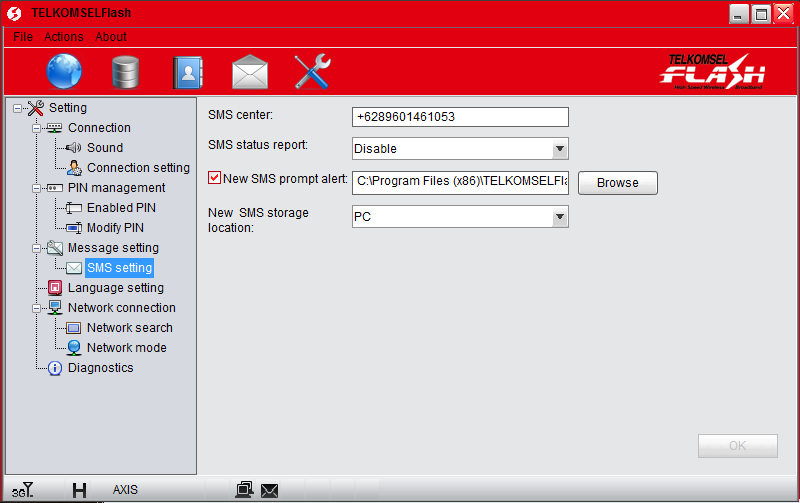 TELKOMSELFlash
File Actions About
TELKOMSEL
FLASH
High Speed Wireless Broadband
Setting
Connection
Sound
Connection setting
PIN management
Enabled PIN
Modify PIN
Message setting
SMS setting
Language setting
Network connection
Network search
Network mode
Diagnostics
SMS center:
+6289601461053
SMS status report:
Disable
New SMS prompt alert:
C:\Program Files (x86)\TELKOMSELFla
Browse
New SMS storage
location:
PC
OK
3G H AXIS